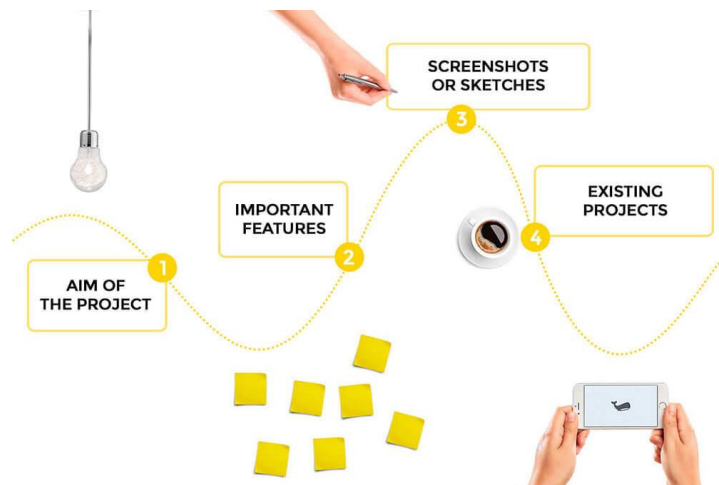 1
AIM OF
THE PROJECT
IMPORTANT
FEATURES
2
SCREENSHOTS
OR SKETCHES
3
4
EXISTING
PROJECTS